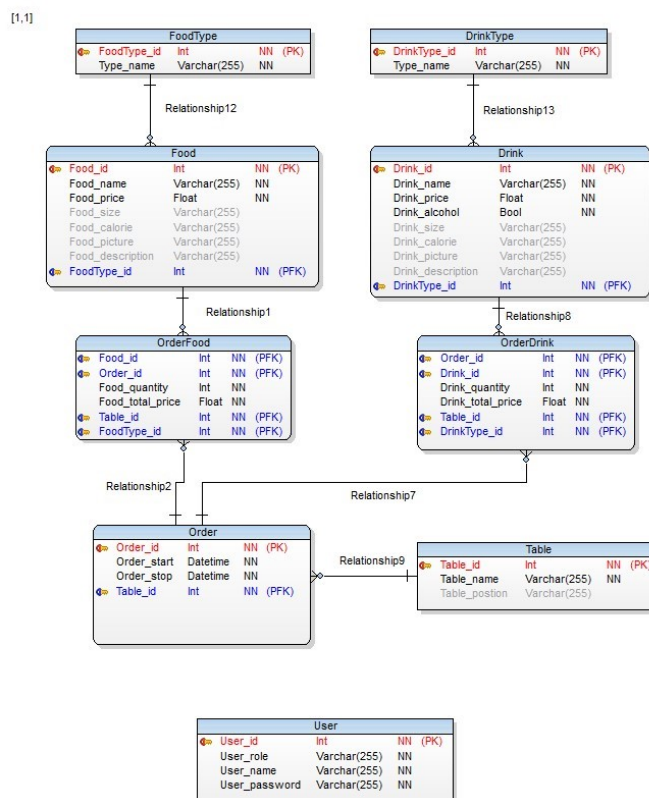 [1,1]
FoodType
FoodType_id Int NN (PK)
Type_name Varchar(255) NN
DrinkType
DrinkType_id Int NN (PK)
Type_name Varchar(255) NN
Relationship12
Relationship13
Food
Food_id Int NN (PK)
Food_name Varchar(255) NN
Food_price Float NN
Food_size Varchar(255)
Food_calorie Varchar(255)
Food_picture Varchar(255)
Food_description Varchar(255)
FoodType_id Int NN (PFK)
Drink
Drink_id Int NN (PK)
Drink_name Varchar(255) NN
Drink_price Float NN
Drink_alcohol Bool NN
Drink_size Varchar(255)
Drink_calorie Varchar(255)
Drink_picture Varchar(255)
Drink_description Varchar(255)
DrinkType_id Int NN (PFK)
Relationship1
Relationship8
OrderFood
Food_id Int NN (PFK)
Order_id Int NN (PFK)
Food_quantity Int NN
Food_total_price Float NN
Table_id Int NN (PFK)
FoodType_id Int NN (PFK)
OrderDrink
Order_id Int NN (PFK)
Drink_id Int NN (PFK)
Drink_quantity Int NN
Drink_total_price Float NN
Table_id Int NN (PFK)
DrinkType_id Int NN (PFK)
Relationship2
Relationship7
Order
Order_id Int NN (PK)
Order_start Datetime NN
Order_stop Datetime NN
Table_id Int NN (PFK)
Relationship9
Table
Table_id Int NN (PK)
Table_name Varchar(255) NN
Table_postion Varchar(255)
User
User_id Int NN (PK)
User_role Varchar(255) NN
User_name Varchar(255) NN
User_password Varchar(255) NN